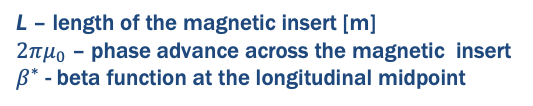 L – length of the magnetic insert [m]
2πμ₀ – phase advance across the magnetic insert
β* - beta function at the longitudinal midpoint